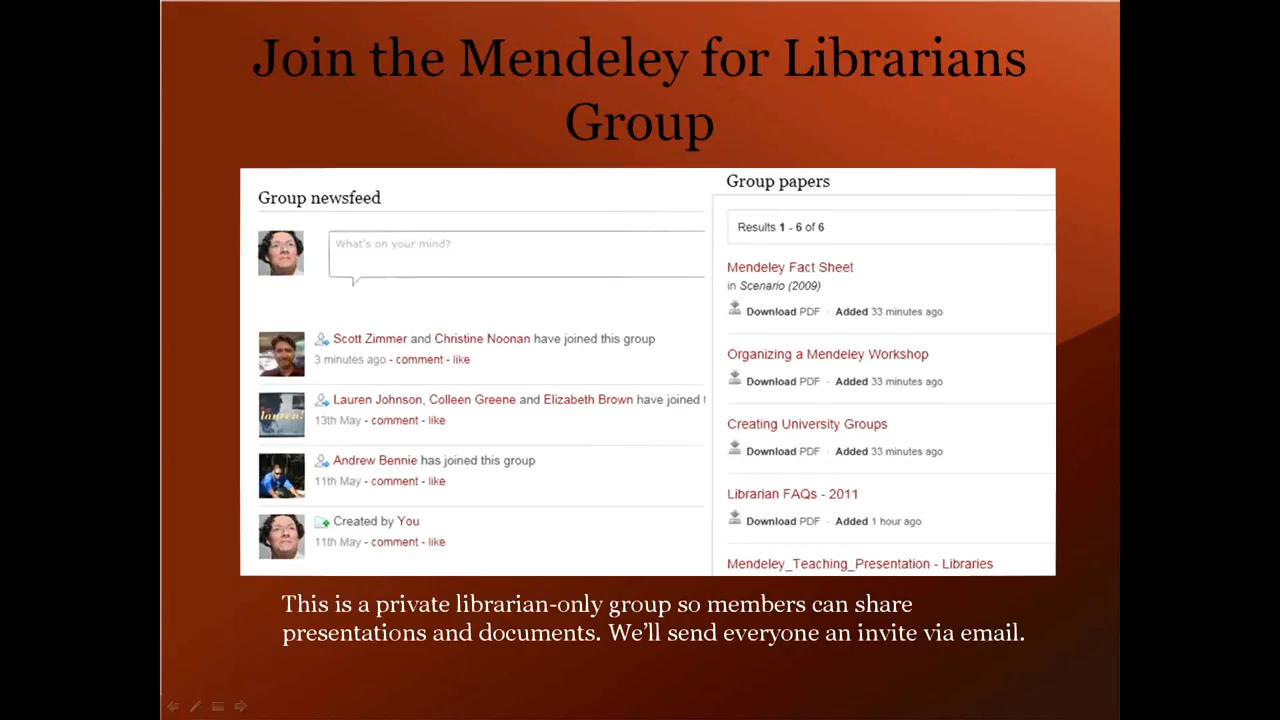 Join the Mendeley for Librarians
Group
Group newsfeed
What's on your mind?
Scott Zimmer and Christine Noonan have joined this group
3 minutes ago - comment - like
lauren!
Lauren Johnson, Colleen Greene and Elizabeth Brown have joined t
13th May - comment - like
Andrew Bennie has joined this group
11th May - comment - like
Created by You
11th May - comment - like
Group papers
Results 1 - 6 of 6
Mendeley Fact Sheet
in Scenario (2009)
Download PDF · Added 33 minutes ago
Organizing a Mendeley Workshop
Download PDF · Added 33 minutes ago
Creating University Groups
Download PDF · Added 33 minutes ago
Librarian FAQs - 2011
Download PDF · Added 1 hour ago
Mendeley_Teaching_Presentation - Libraries
This is a private librarian-only group so members can share
presentations and documents. We'll send everyone an invite via email.